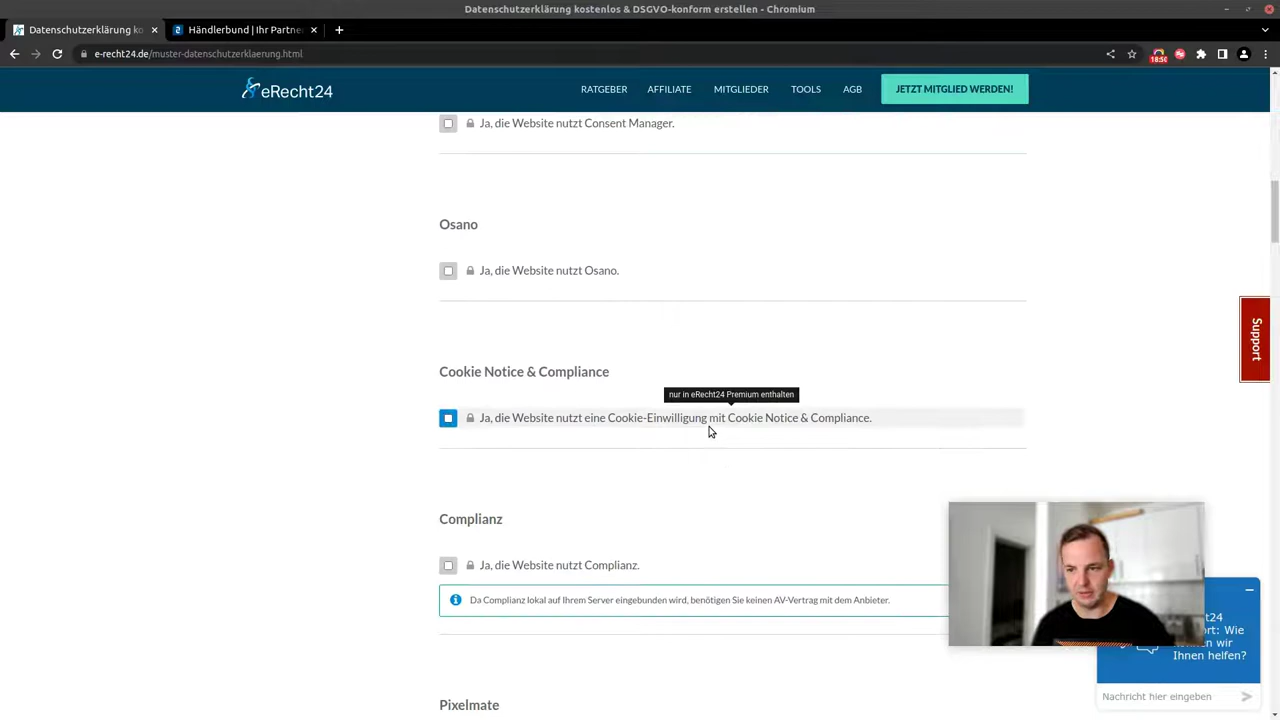 Datenschutzerklärung kostenlos & DSGVO-konform erstellen - Chromium
Datenschutzerklärung ko
Händlerbund | Ihr Partne
e-recht24.de/muster-datenschutzerklaerung.html
eRecht24
RATGEBER
AFFILIATE
MITGLIEDER
TOOLS
AGB
JETZT MITGLIED WERDEN!
Ja, die Website nutzt Consent Manager.
Osano
Ja, die Website nutzt Osano.
Support
Cookie Notice & Compliance
nur in eRecht24 Premium enthalten
Ja, die Website nutzt eine Cookie-Einwilligung mit Cookie Notice & Compliance.
Complianz
Ja, die Website nutzt Complianz.
Da Complianz lokal auf Ihrem Server eingebunden wird, benötigen Sie keinen AV-Vertrag mit dem Anbieter.
ht24
ort: Wie
wir
Ihnen helfen?
Nachricht hier eingeben
Pixelmate